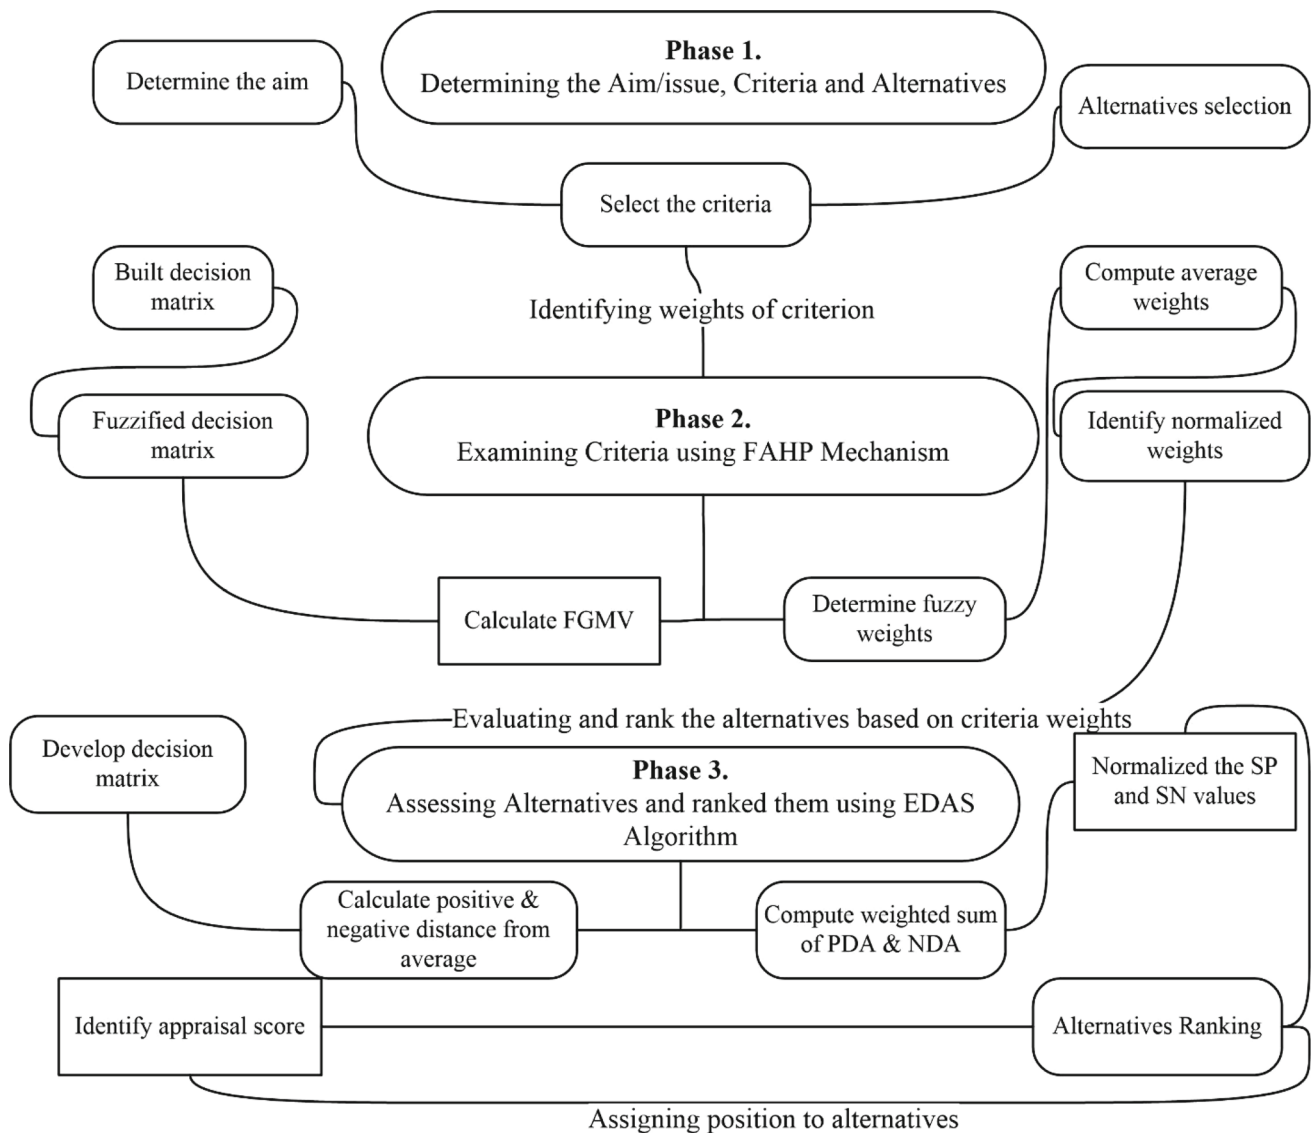 Phase 1.
Determining the Aim/issue, Criteria and Alternatives
Determine the aim
Alternatives selection
Select the criteria
Built decision
matrix
Compute average
weights
Identifying weights of criterion
Fuzzified decision
matrix
Phase 2.
Examining Criteria using FAHP Mechanism
Identify normalized
weights
Calculate FGMV
Determine fuzzy
weights
Evaluating and rank the alternatives based on criteria weights
Develop decision
matrix
Phase 3.
Assessing Alternatives and ranked them using EDAS
Algorithm
Normalized the SP
and SN values
Calculate positive &
negative distance from
average
Compute weighted sum
of PDA & NDA
Identify appraisal score
Alternatives Ranking
Assigning position to alternatives